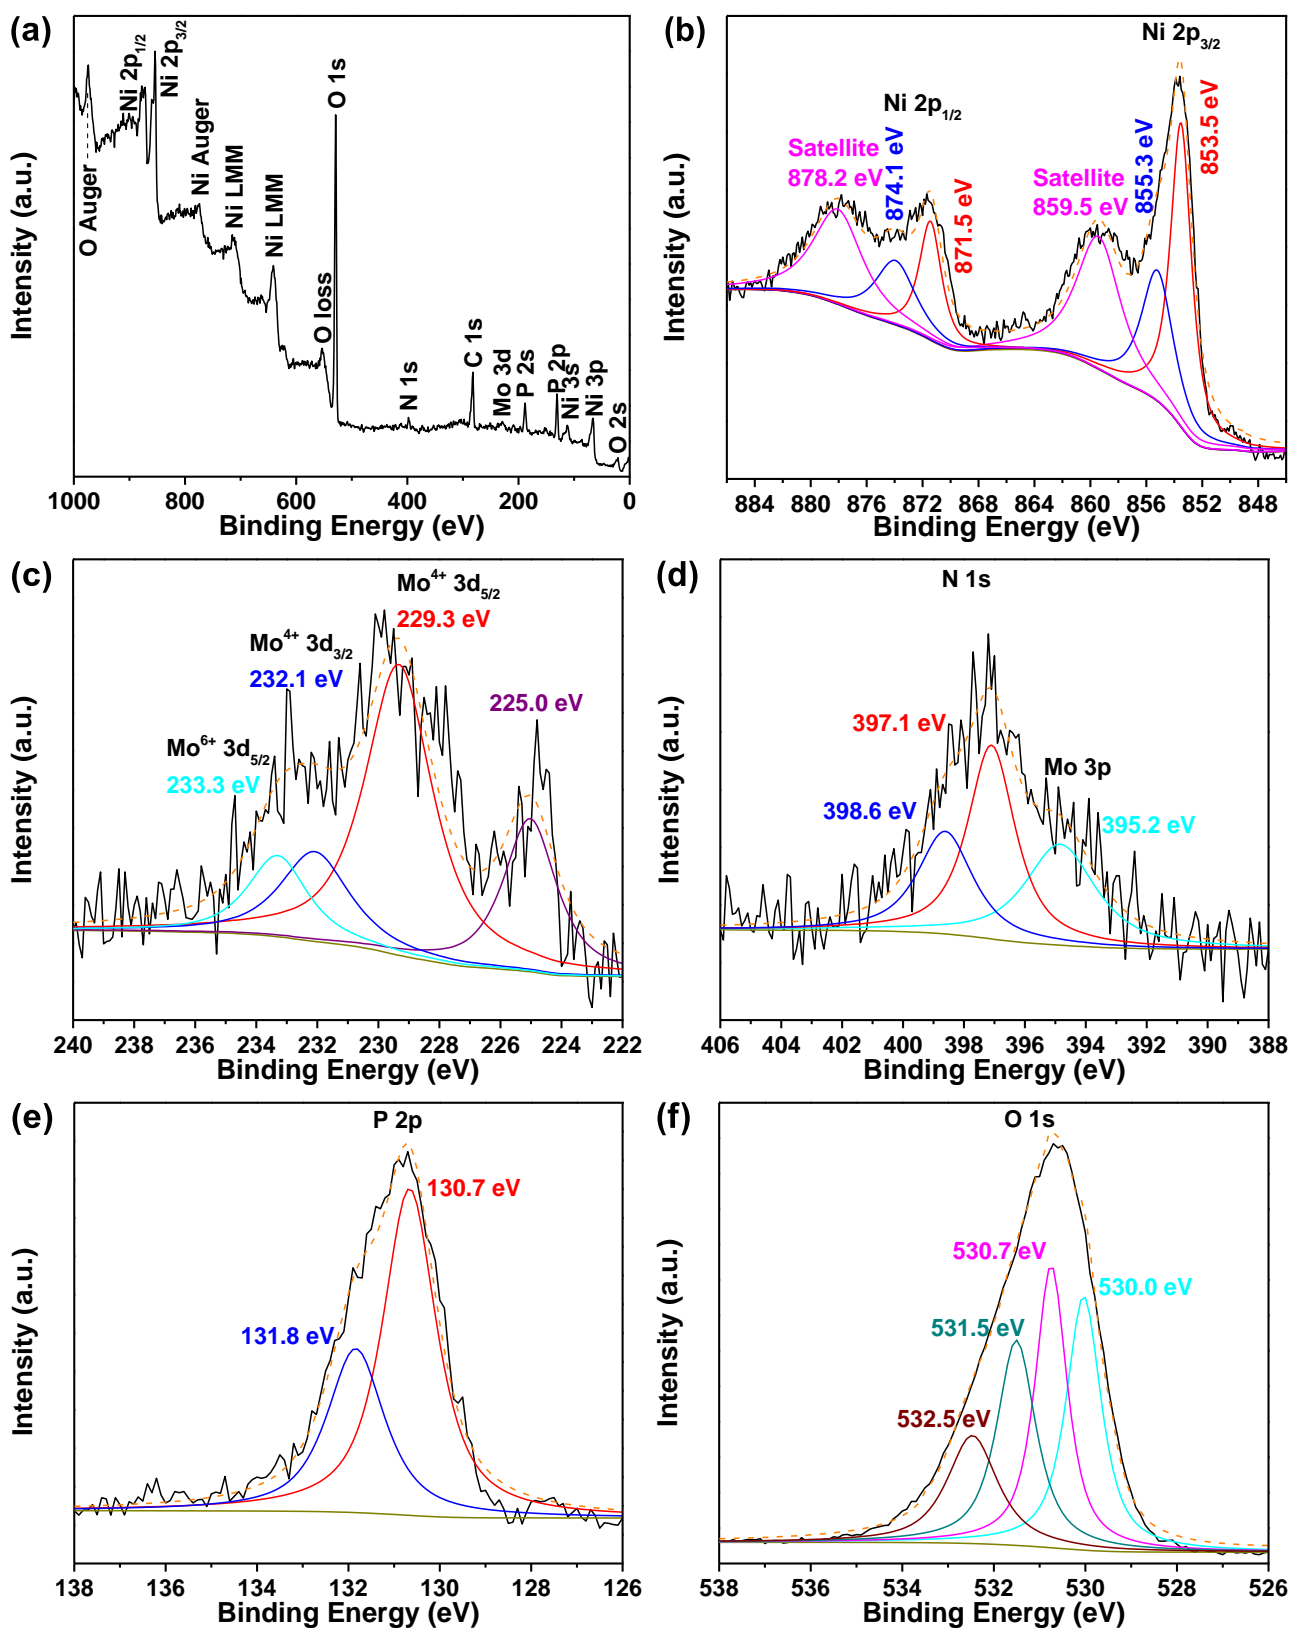 (a)
Intensity (a.u.)
O Auger
Ni 2p1/2
Ni 2p3/2
Ni Auger
Ni LMM
Ni LMM
O loss
O 1s
N 1s
C 1s
Mo 3d
P 2s
P 2p
Ni 3s
Ni 3p
O 2s
1000 800 600 400 200 0
Binding Energy (eV)
(b)
Intensity (a.u.)
Ni 2p3/2
Ni 2p1/2
Satellite
878.2 eV
874.1 eV
871.5 eV
Satellite
859.5 eV
855.3 eV
853.5 eV
884 880 876 872 868 864 860 856 852 848
Binding Energy (eV)
(c)
Intensity (a.u.)
Mo4+ 3d5/2
229.3 eV
Mo4+ 3d3/2
232.1 eV
225.0 eV
Mo6+ 3d5/2
233.3 eV
240 238 236 234 232 230 228 226 224 222
Binding Energy (eV)
(d)
Intensity (a.u.)
N 1s
397.1 eV
Mo 3p
398.6 eV
395.2 eV
406 404 402 400 398 396 394 392 390 388
Binding Energy (eV)
(e)
Intensity (a.u.)
P 2p
130.7 eV
131.8 eV
138 136 134 132 130 128 126
Binding Energy (eV)
(f)
Intensity (a.u.)
O 1s
530.7 eV
530.0 eV
531.5 eV
532.5 eV
538 536 534 532 530 528 526
Binding Energy (eV)